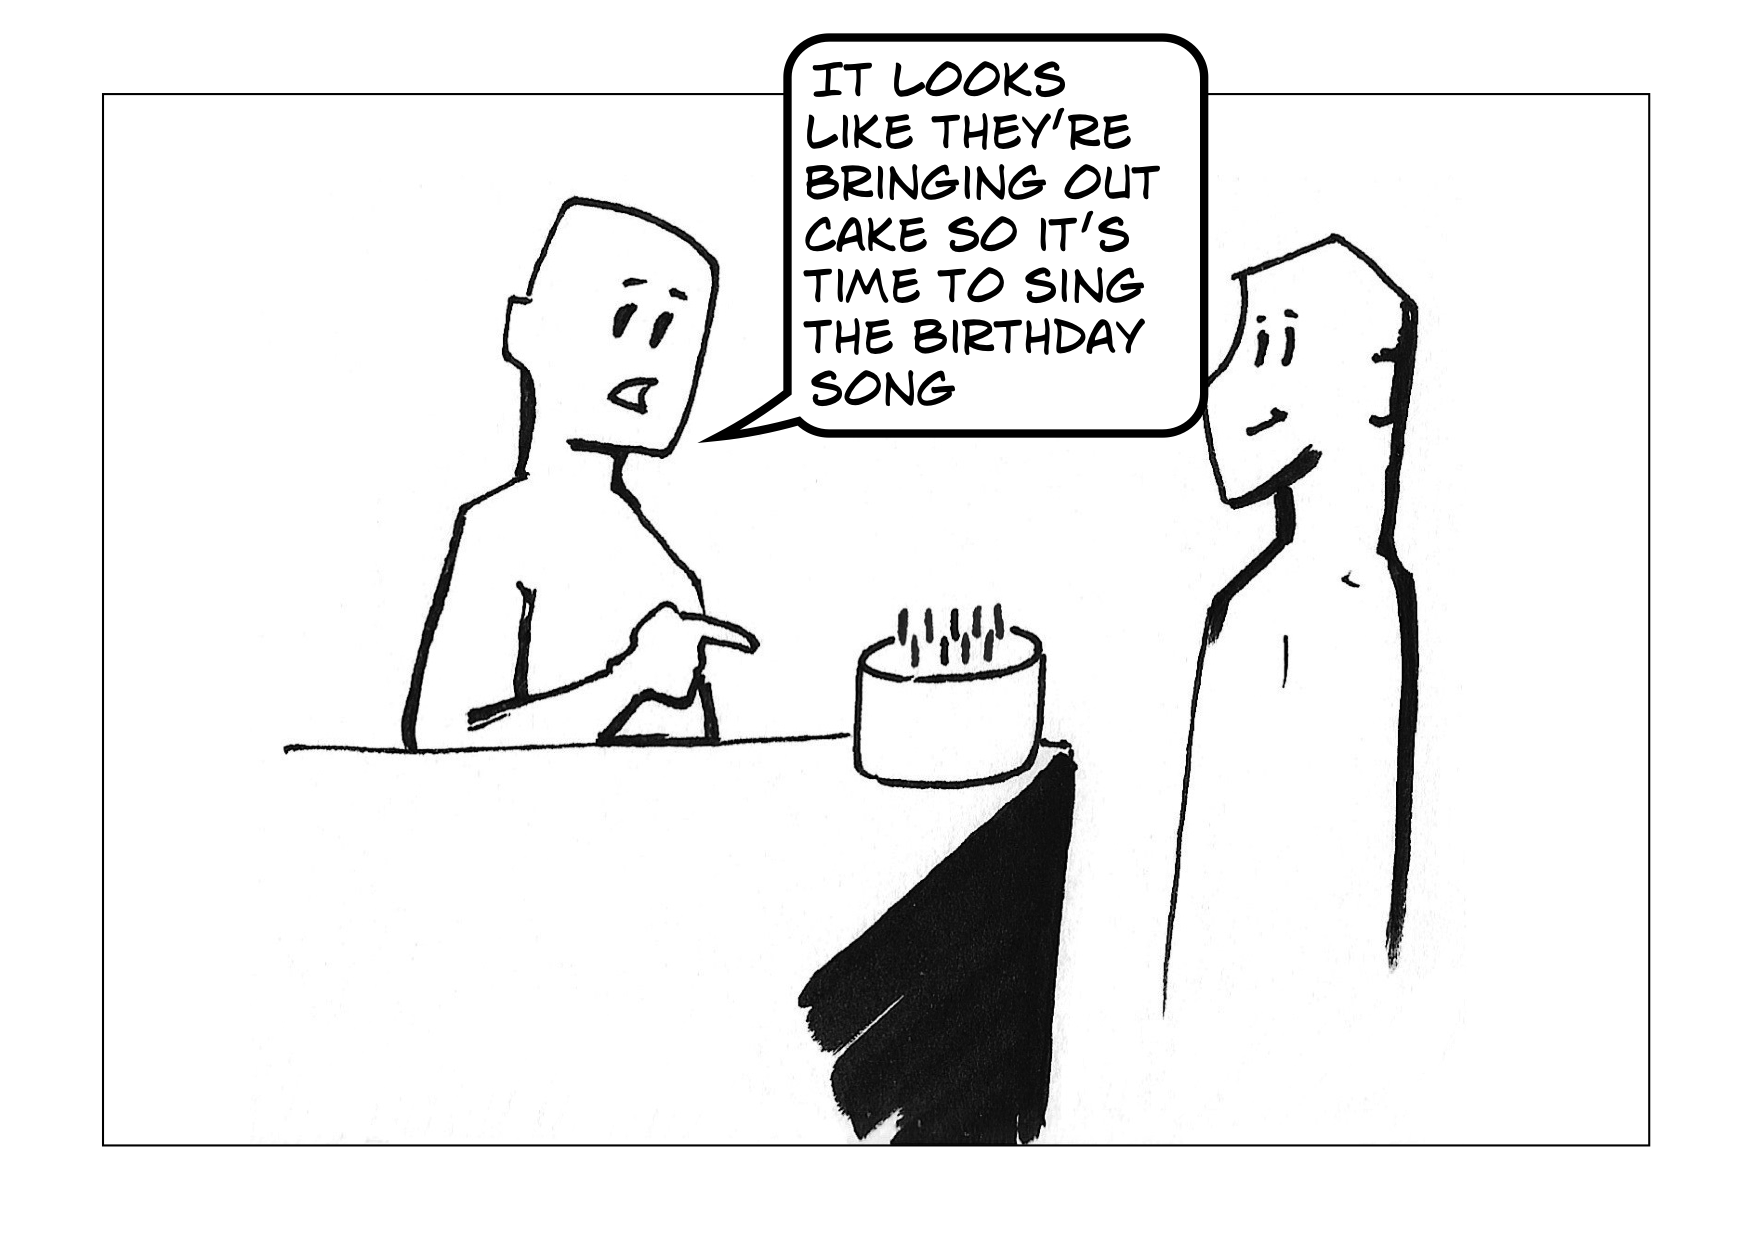 IT LOOKS
LIKE THEY'RE
BRINGING OUT
CAKE SO IT'S
TIME TO SING
THE BIRTHDAY
SONG